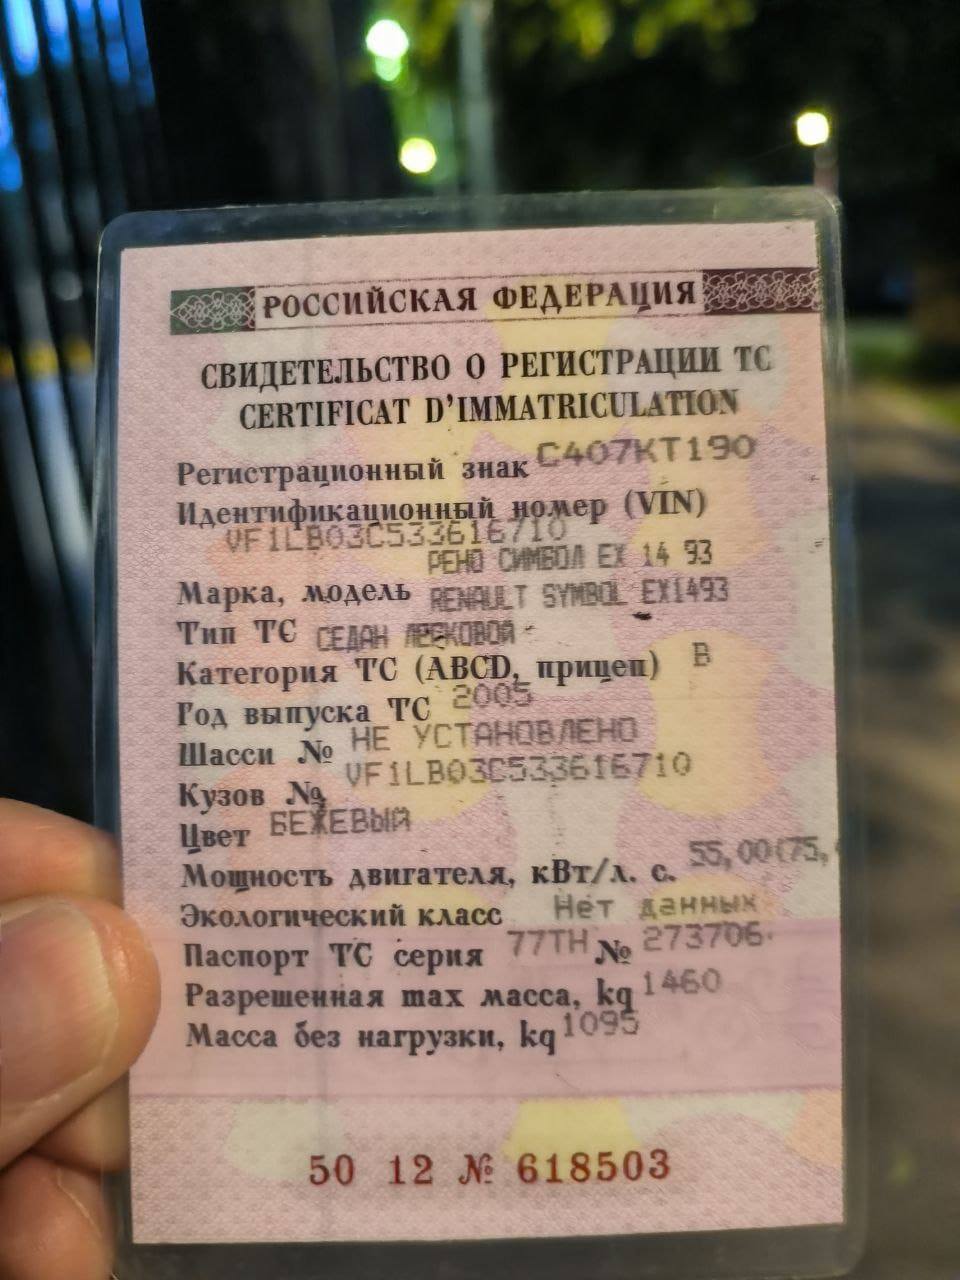 РОССИЙСКАЯ ФЕДЕРАЦИЯ
СВИДЕТЕЛЬСТВО О РЕГИСТРАЦИИ ТС
CERTIFICAT D'IMMATRICULATION
Регистрационный знак С407КТ190
Идентификационный номер (VIN)
VF1LB03C533616710
РЕНО СИМВОЛ EX 14 93
Марка, модель RENAULT SYMBOL EX1493
Тип ТС СЕДАН ЛЕГКОВОЙ
Категория ТС (ABCD, прицеп) B
Год выпуска ТС 2005
Шасси № НЕ УСТАНОВЛЕНО
Кузов № VF1LB03C533616710
Цвет БЕЖЕВЫЙ
Мощность двигателя, кВт/л. с. 55,00(75,
Экологический класс Нет данных
Паспорт ТС серия 77ТН № 273706
Разрешенная max масса, kg 1460
Масса без нагрузки, kg 1095
50 12 № 618503